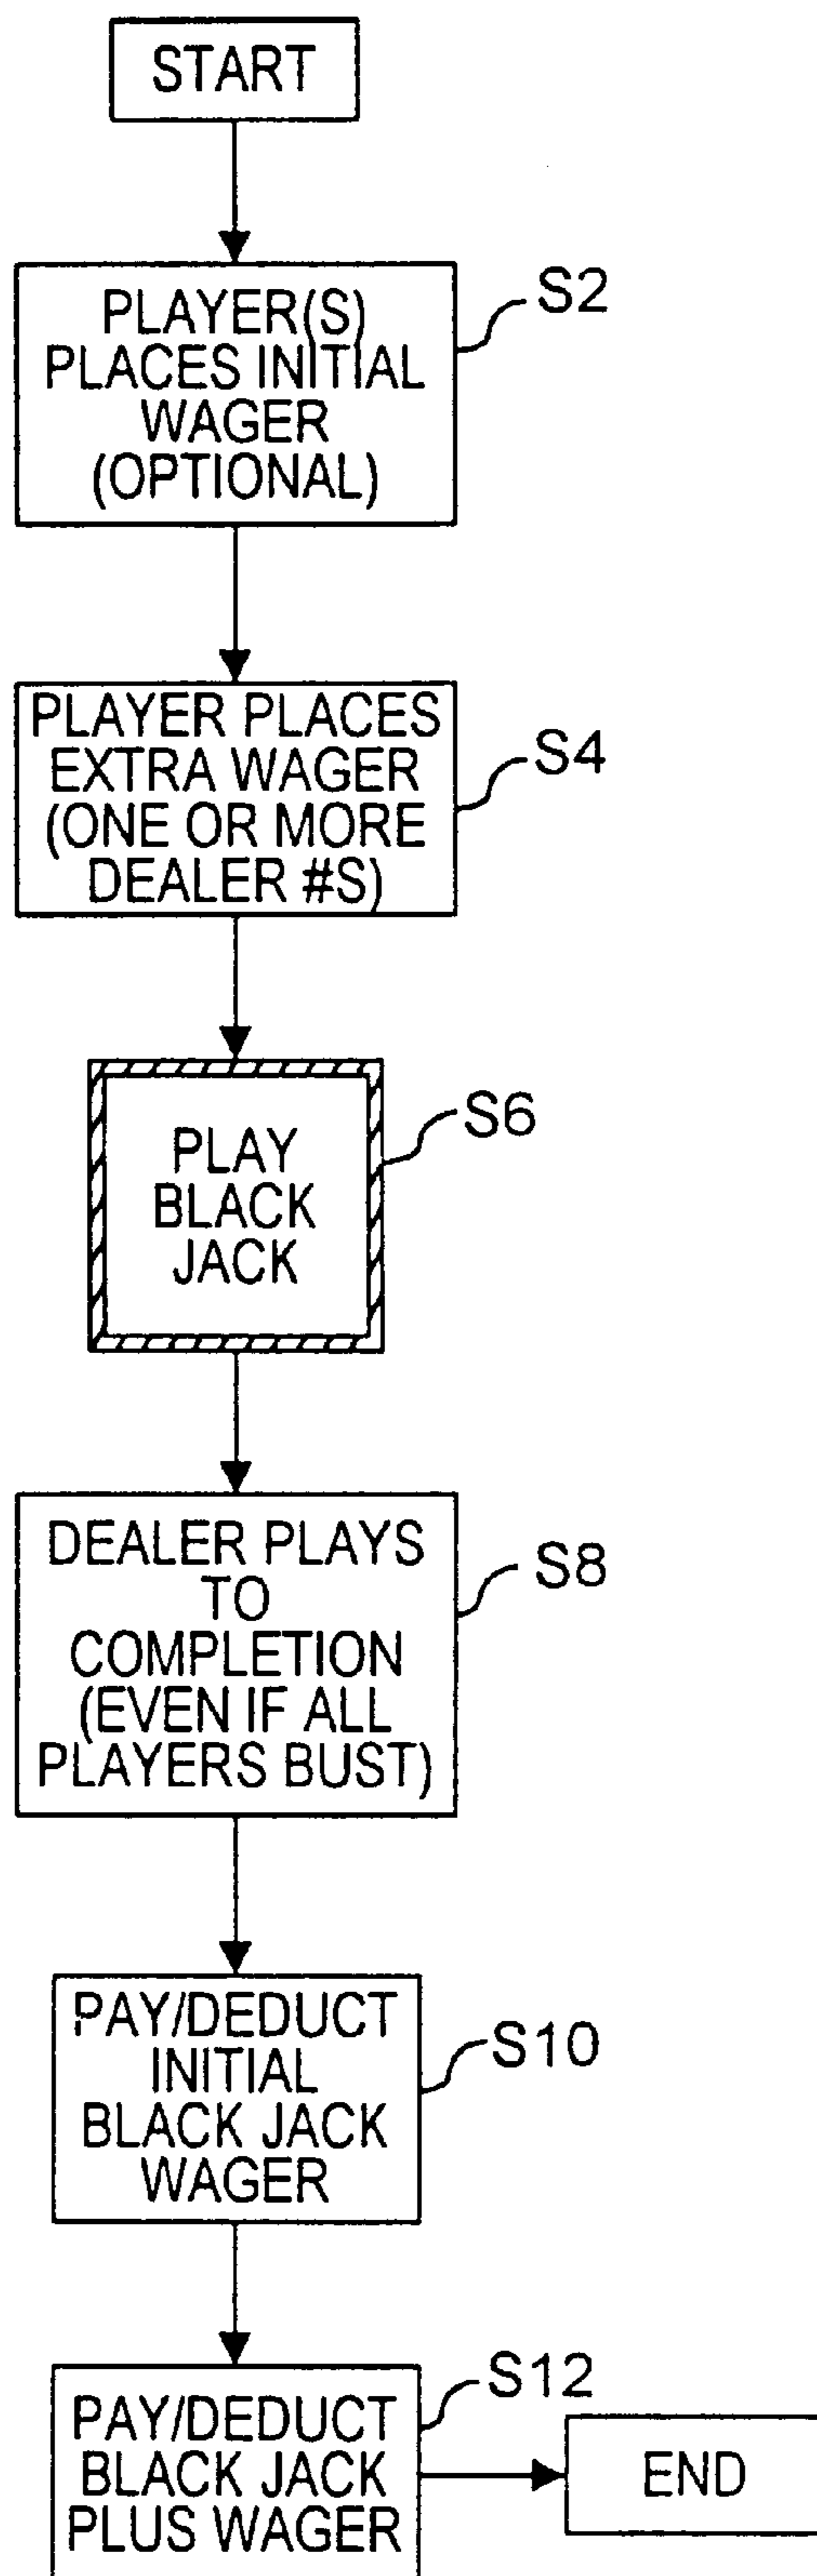 START
PLAYER(S)
PLACES INITIAL
WAGER
(OPTIONAL)
S2
PLAYER PLACES
EXTRA WAGER
(ONE OR MORE
DEALER #S)
S4
PLAY
BLACK
JACK
S6
DEALER PLAYS
TO
COMPLETION
(EVEN IF ALL
PLAYERS BUST)
S8
PAY/DEDUCT
INITIAL
BLACK JACK
WAGER
S10
PAY/DEDUCT
BLACK JACK
PLUS WAGER
S12
END